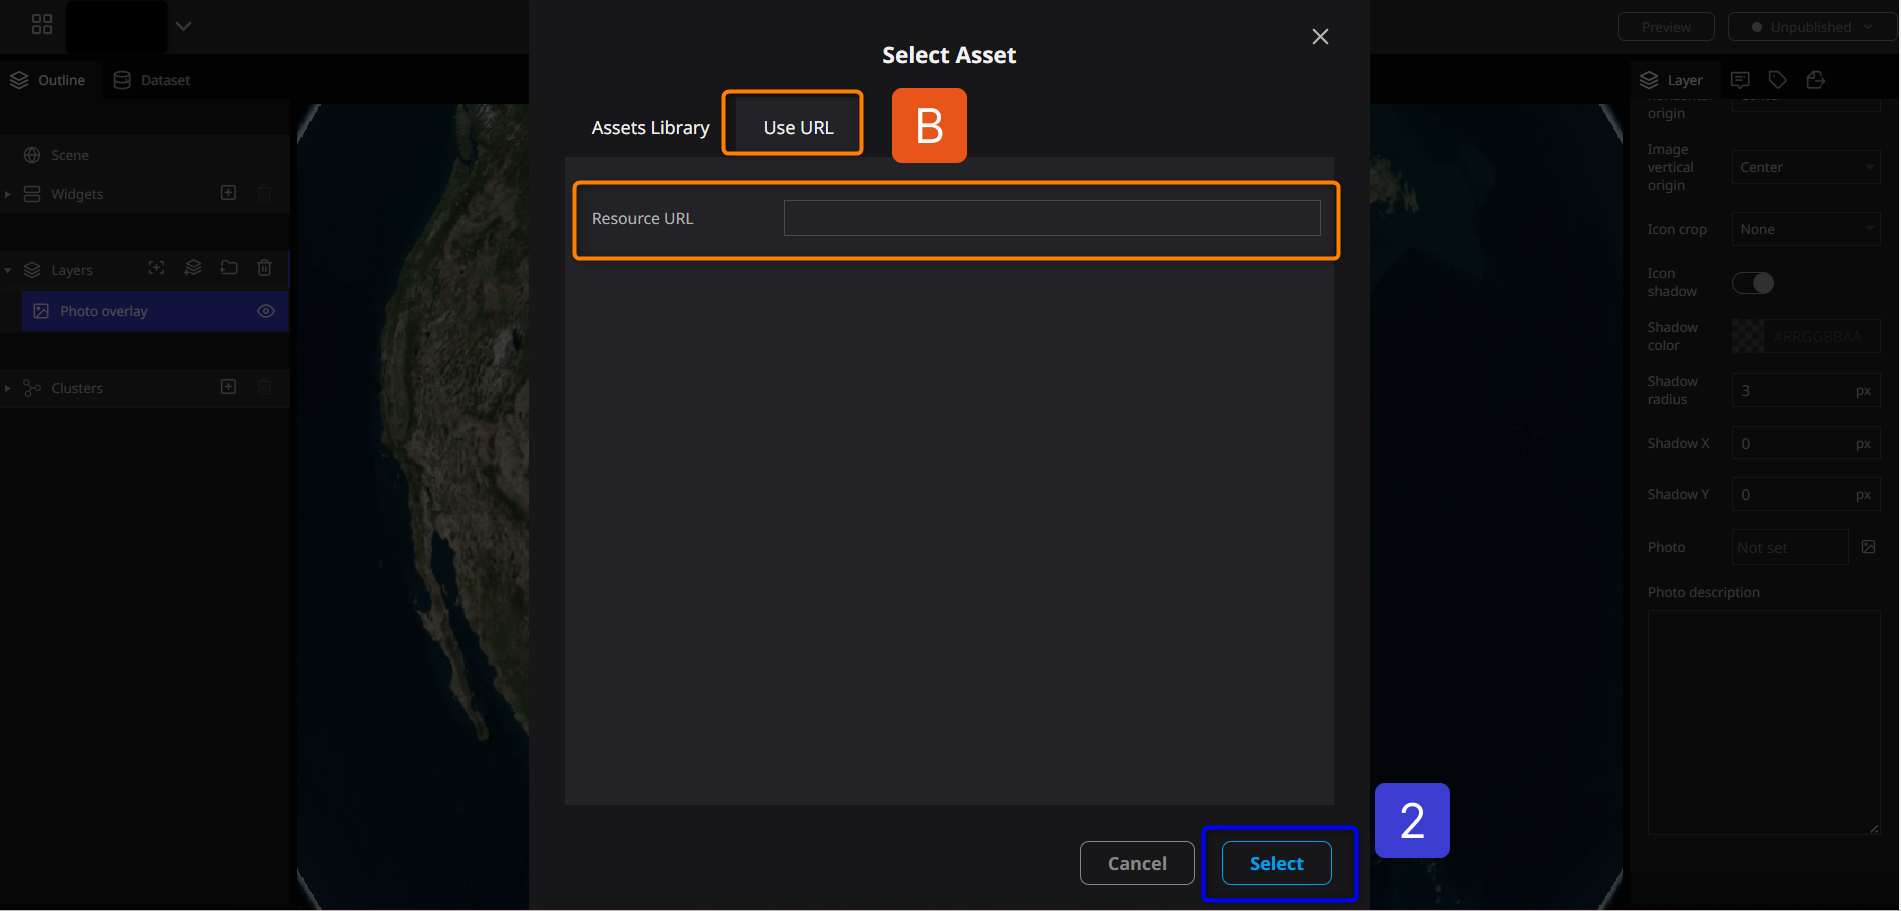 Preview
Unpublished
Outline
Dataset
Scene
Widgets
Layers
Photo overlay
Clusters
Select Asset
Assets Library
Use URL
B
Resource URL
Cancel
Select
2
Layer
origin
Image
vertical
origin
Center
Icon crop
None
Icon
shadow
Shadow
color
#RRGGBBAA
Shadow
radius
3
px
Shadow X
0
px
Shadow Y
0
px
Photo
Not set
Photo description